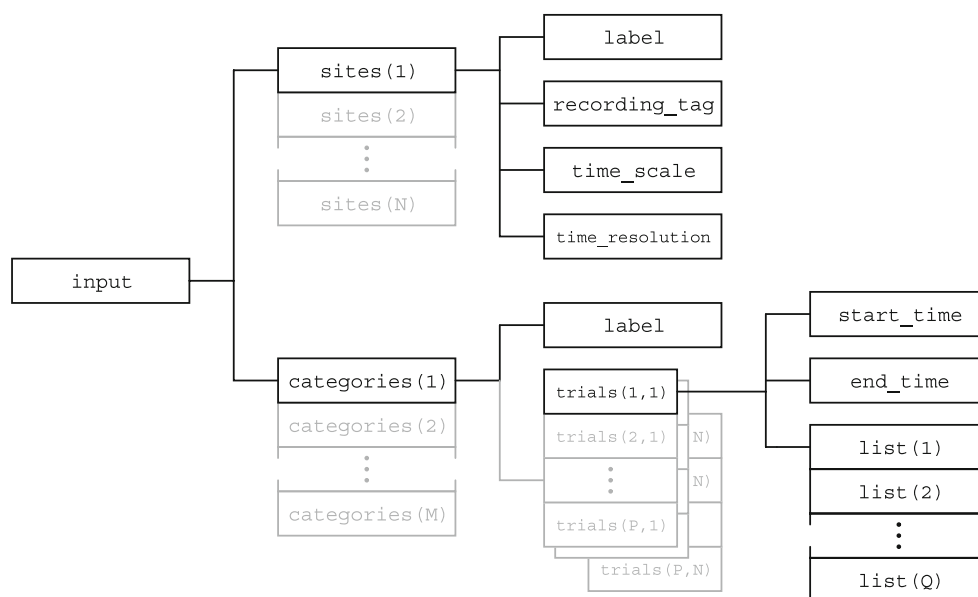 input
sites(1)
sites(2)
⋮
sites(N)
label
recording_tag
time_scale
time_resolution
categories(1)
categories(2)
⋮
categories(M)
label
trials(1,1)
trials(2,1)
N)
⋮
N)
trials(P,1)
trials(P,N)
start_time
end_time
list(1)
list(2)
⋮
list(Q)